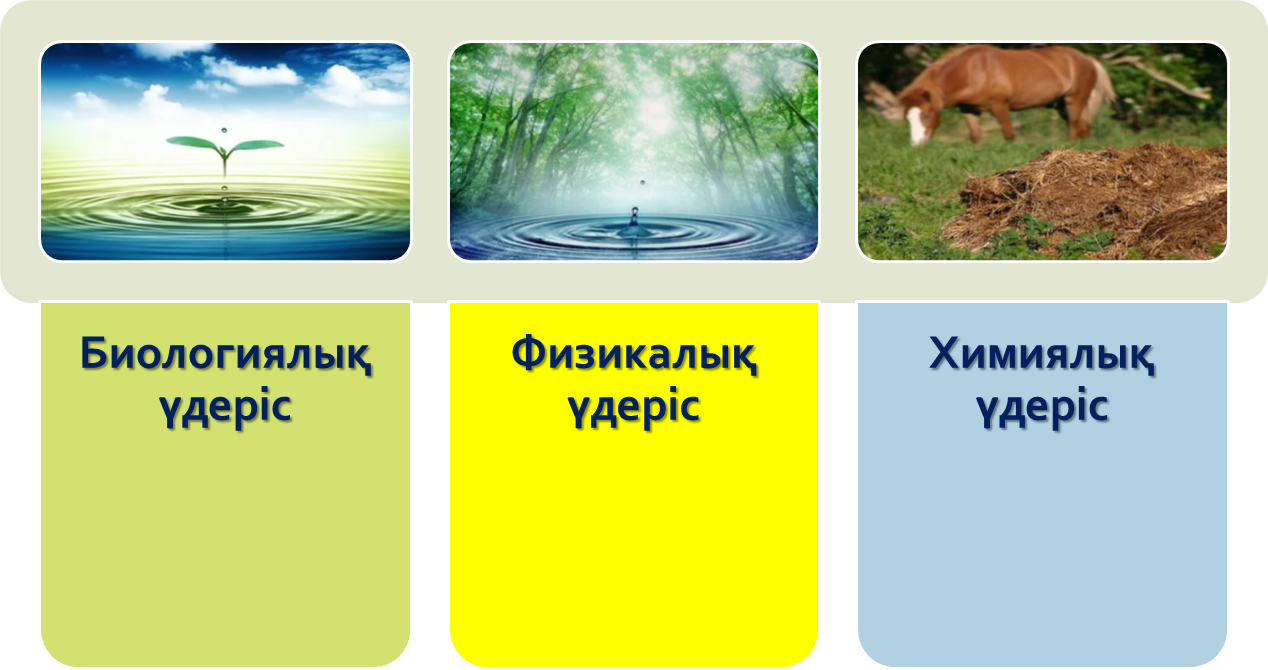 Биологиялық
үдеріс
Физикалық
үдеріс
Химиялық
үдеріс